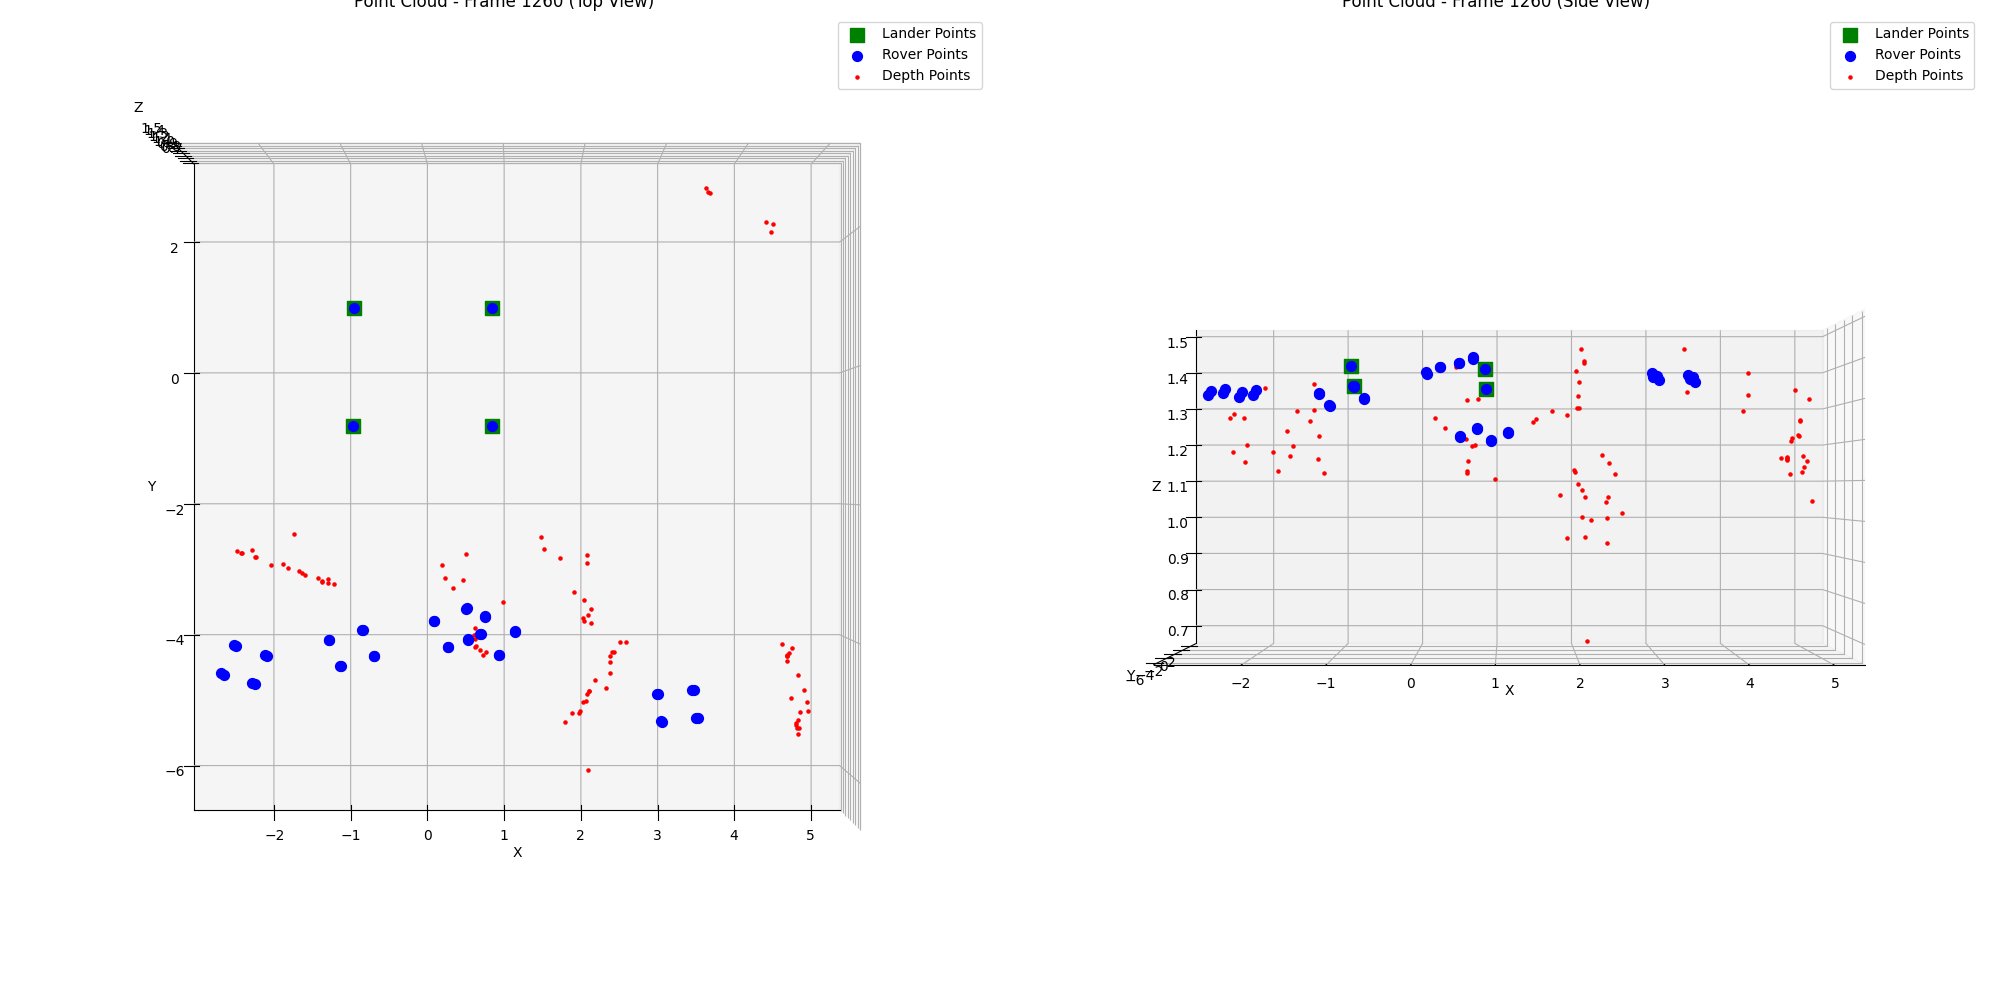 Point Cloud - Frame 1260 (Top View)
Lander Points
Rover Points
Depth Points
Z
2
0
−2
−4
−6
Y
−2
−1
0
1
2
3
4
5
X
Point Cloud - Frame 1260 (Side View)
Lander Points
Rover Points
Depth Points
1.5
1.4
1.3
1.2
Z
1.1
1.0
0.9
0.8
0.7
Y
−2
−1
0
1
2
3
4
5
X